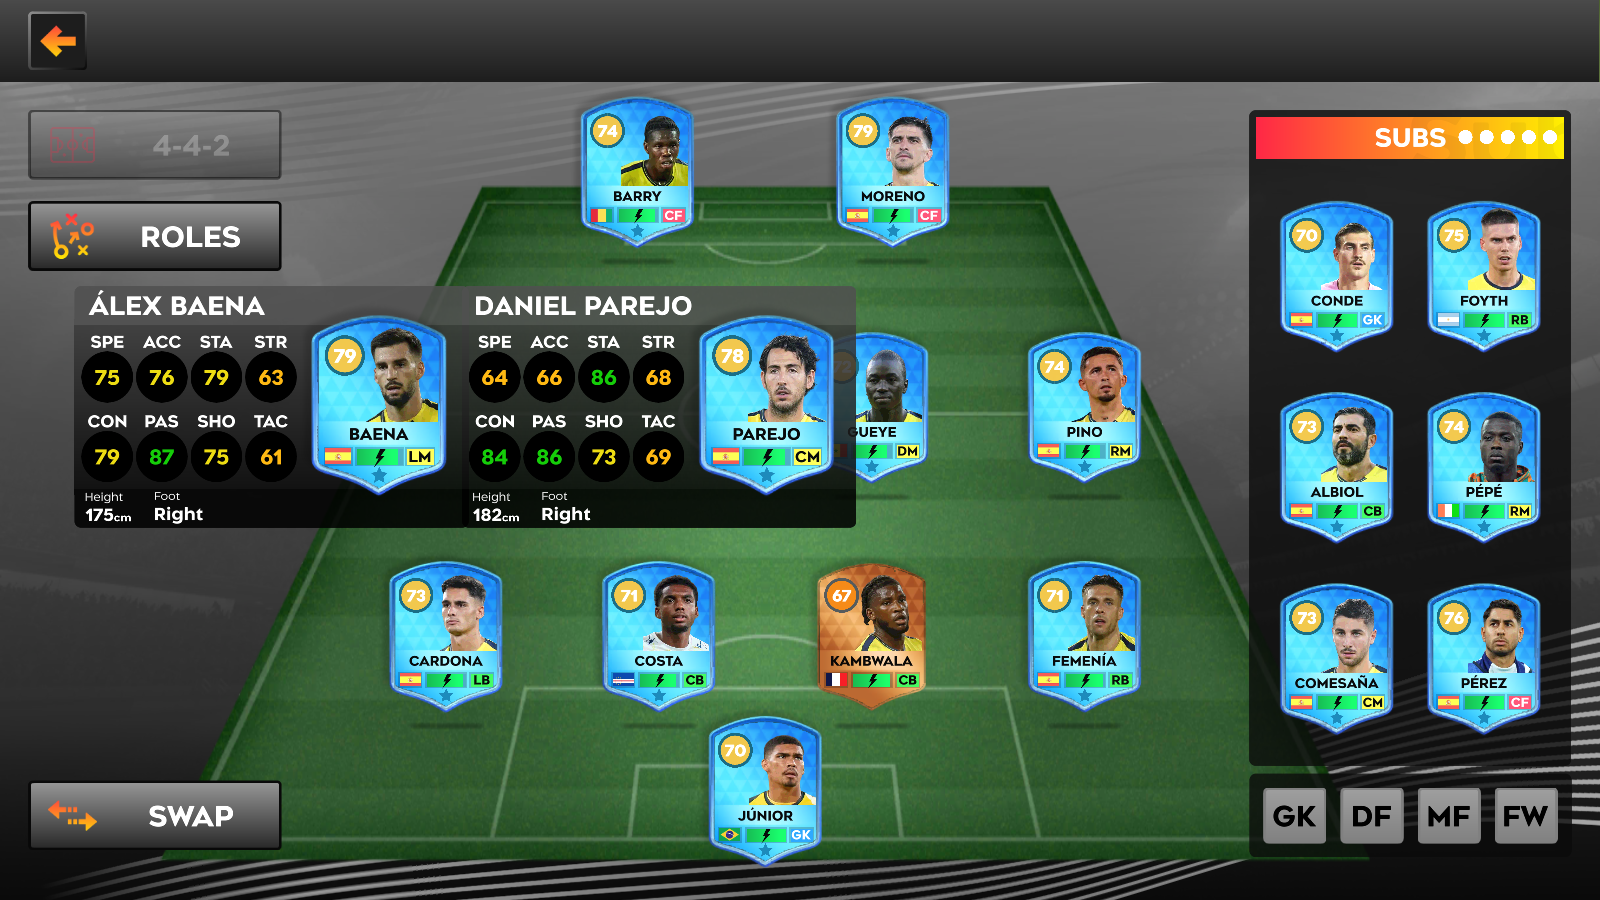 74
BARRY
CF
79
MORENO
CF
4-4-2
ROLES
SUBS
70
CONDE
GK
75
FOYTH
RB
ÁLEX BAENA
SPE ACC STA STR
75 76 79 63
CON PAS SHO TAC
79 87 75 61
Height Foot
175cm Right
79
BAENA
LM
DANIEL PAREJO
SPE ACC STA STR
64 66 86 68
CON PAS SHO TAC
84 86 73 69
Height Foot
182cm Right
78
PAREJO
CM
GUEYE
DM
74
PINO
RM
73
ALBIOL
CB
74
PÉPÉ
RM
73
CARDONA
LB
71
COSTA
CB
67
KAMBWALA
CB
71
FEMENÍA
RB
73
COMESAÑA
CM
76
PÉREZ
CF
70
JÚNIOR
GK
SWAP
GK DF MF FW